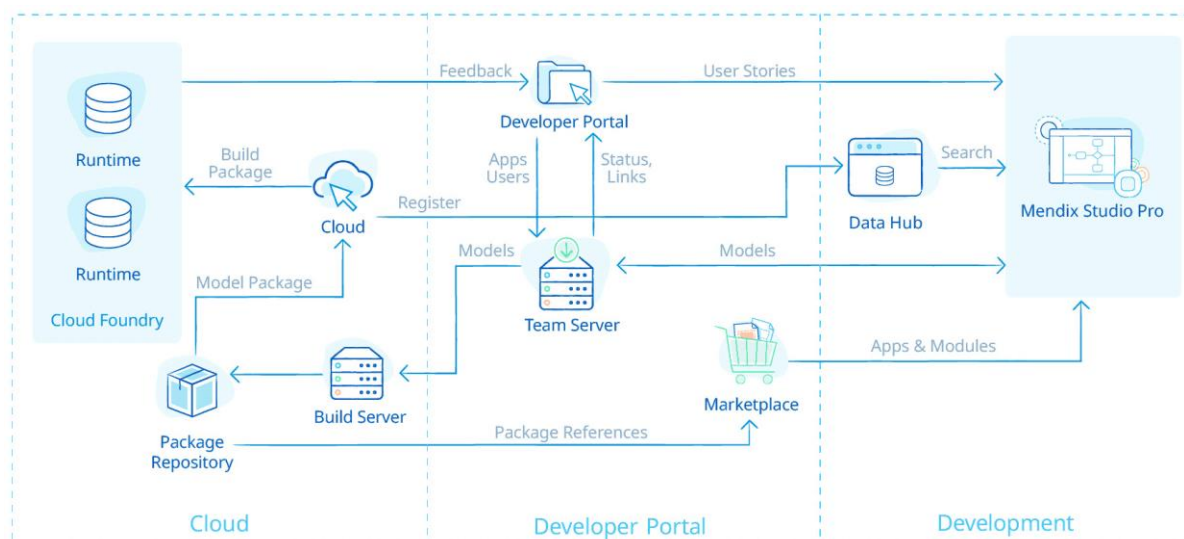 Feedback
User Stories
Runtime
Developer Portal
Build
Package
Apps
Users
Status,
Links
Search
Cloud
Register
Data Hub
Mendix Studio Pro
Runtime
Models
Models
Model Package
Cloud Foundry
Team Server
Apps & Modules
Build Server
Marketplace
Package
Repository
Package References
Cloud
Developer Portal
Development